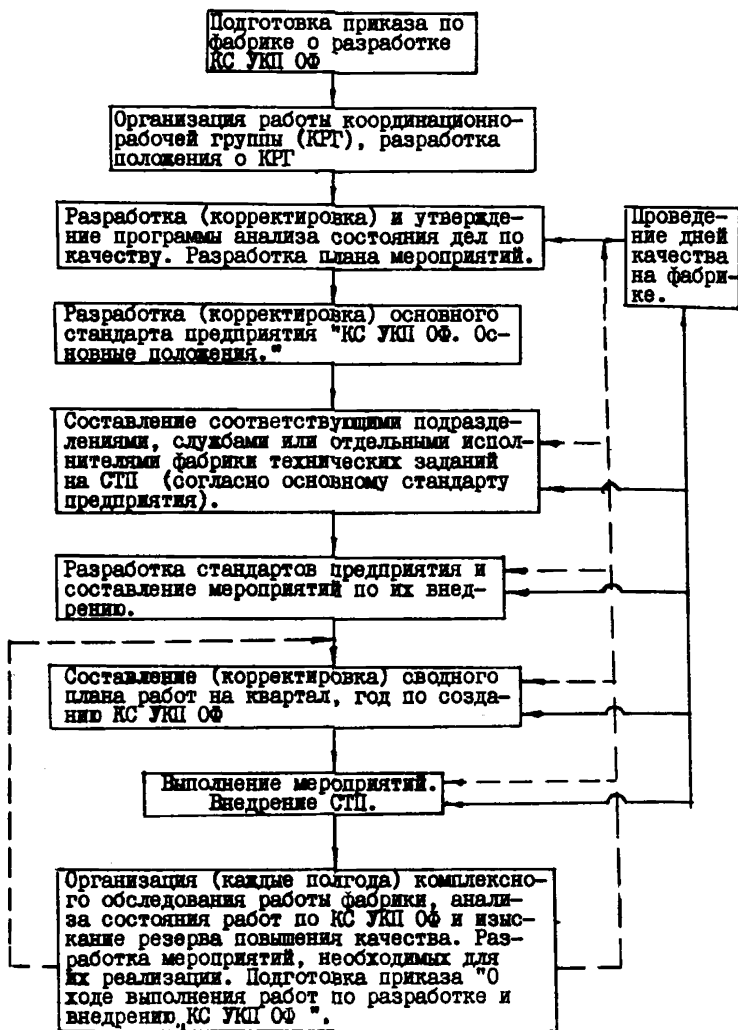 Подготовка приказа по
фабрике о разработке
КС УКП ОФ
Организация работы координационно-
рабочей группы (КРГ), разработка
положения о КРГ
Разработка (корректировка) и утвержде-
ние программы анализа состояния дел по
качеству. Разработка плана мероприятий.
Проведе-
ние дней
качества
на фабри-
ке.
Разработка (корректировка) основного
стандарта предприятия "КС УКП ОФ. Ос-
новные положения."
Составление соответствующими подразде-
лениями, службами или отдельными испол-
нителями фабрики технических заданий
на СТП (согласно основному стандарту
предприятия).
Разработка стандартов предприятия и
составление мероприятий по их внед-
рению.
Составление (корректировка) сводного
плана работ на квартал, год по созда-
нию КС УКП ОФ
Выполнение мероприятий.
Внедрение СТП.
Организация (каждые полгода) комплексно-
го обследования работы фабрики, анали-
за состояния работ по КС УКП ОФ и изыс-
кание резерва повышения качества. Раз-
работка мероприятий, необходимых для
их реализации. Подготовка приказа "О
ходе выполнения работ по разработке и
внедрению КС УКП ОФ ".